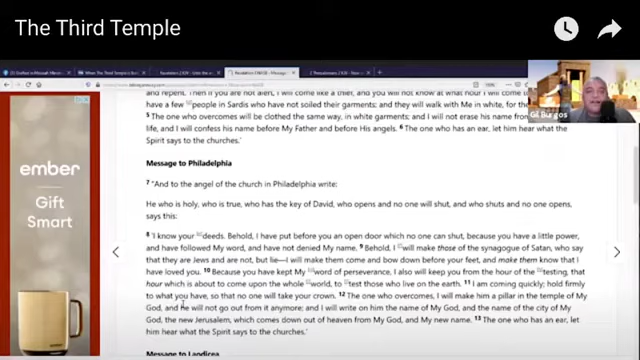 The Third Temple
When The Third Temple is
Gil Burgos
ember
Gift
Smart
and repent. Then if you are not alert, I will come like a thief, and you will not know at what hour I will come
have a few people in Sardis who have not soiled their garments; and they will walk with Me in white, for
5 The one who overcomes will be clothed the same way, in white garments; and I will not erase his name from
life, and I will confess his name before My Father and before His angels. 6 The one who has an ear, let him hear what the
Spirit says to the churches.'
Message to Philadelphia
7 “And to the angel of the church in Philadelphia write:
He who is holy, who is true, who has the key of David, who opens and no one will shut, and who shuts and no one opens,
says this:
8 'I know your deeds. Behold, I have put before you an open door which no one can shut, because you have a little power,
and have followed My word, and have not denied My name. 9 Behold, I will make those of the synagogue of Satan, who say
that they are Jews and are not, but lie—I will make them come and bow down before your feet, and make them know that I
have loved you. 10 Because you have kept My word of perseverance, I also will keep you from the hour of the testing, that
hour which is about to come upon the whole world, to test those who live on the earth. 11 I am coming quickly; hold firmly
to what you have, so that no one will take your crown. 12 The one who overcomes, I will make him a pillar in the temple of My
God, and he will not go out from it anymore; and I will write on him the name of My God, and the name of the city of My
God, the new Jerusalem, which comes down out of heaven from My God, and My new name. 13 The one who has an ear, let
him hear what the Spirit says to the churches.'
Message to Laodicea